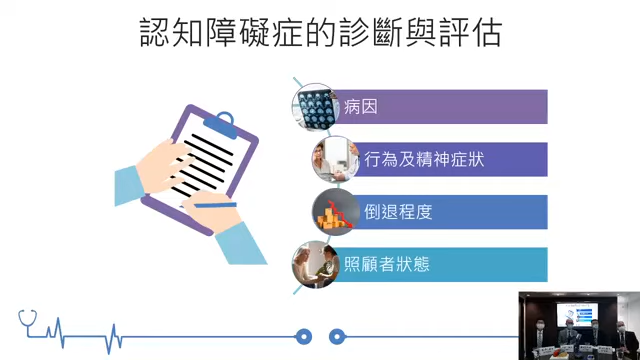 認知障礙症的診斷與評估
病因
行為及精神症狀
倒退程度
照顧者狀態